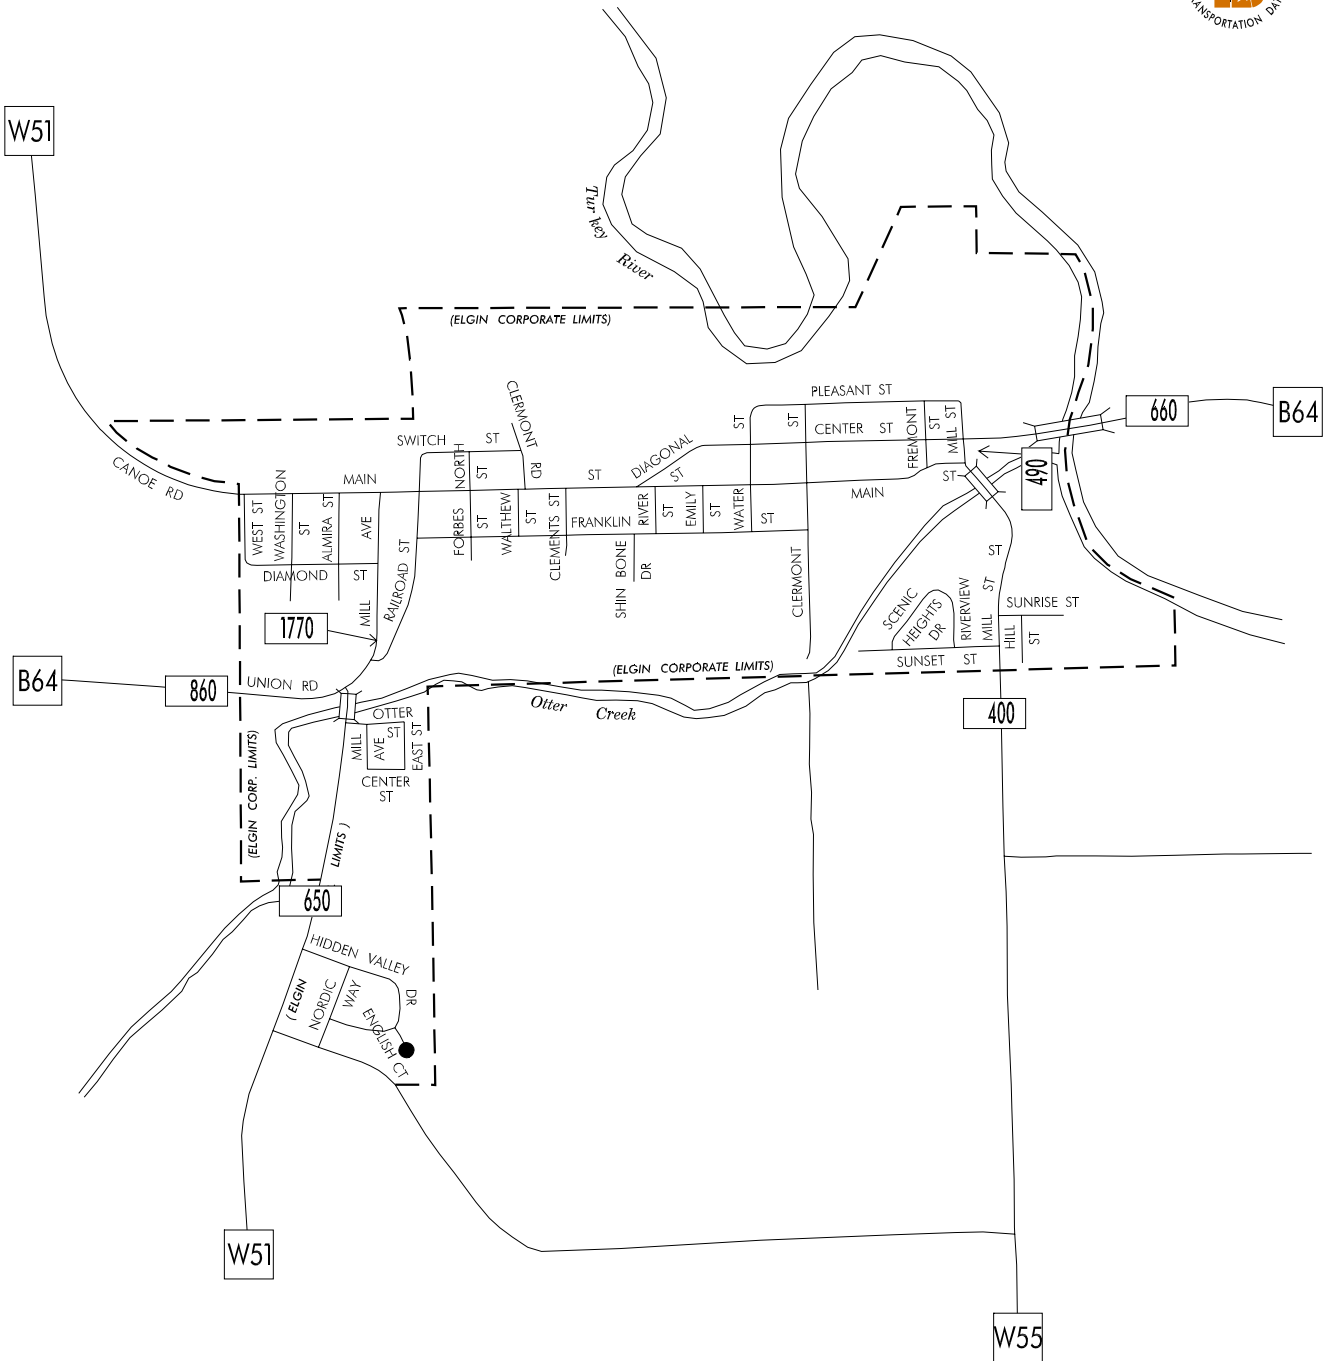 TRANSPORTATION DATA
W51
Turkey
River
(ELGIN CORPORATE LIMITS)
CLERMONT RD
PLEASANT ST
660
B64
SWITCH ST
NORTH ST
DIAGONAL ST
CENTER ST
FREMONT ST
MILL ST
CANOE RD
MAIN ST
MAIN ST
490
WEST ST
WASHINGTON ST
ALMIRA ST
MILL AVE
RAILROAD ST
FORBES ST
WALTHEW ST
CLEMENTS ST
FRANKLIN ST
RIVER ST
EMILY ST
WATER ST
CLERMONT ST
DIAMOND ST
SHIN BONE DR
1770
SCENIC HEIGHTS DR
RIVERVIEW ST
MILL ST
SUNRISE ST
HILL ST
SUNSET ST
(ELGIN CORPORATE LIMITS)
B64
860
UNION RD
Otter Creek
400
OTTER ST
MILL AVE
EAST ST
CENTER ST
(ELGIN CORP. LIMITS)
(ELGIN LIMITS)
650
HIDDEN VALLEY DR
NORDIC WAY
ENGLISH CT
W51
W55